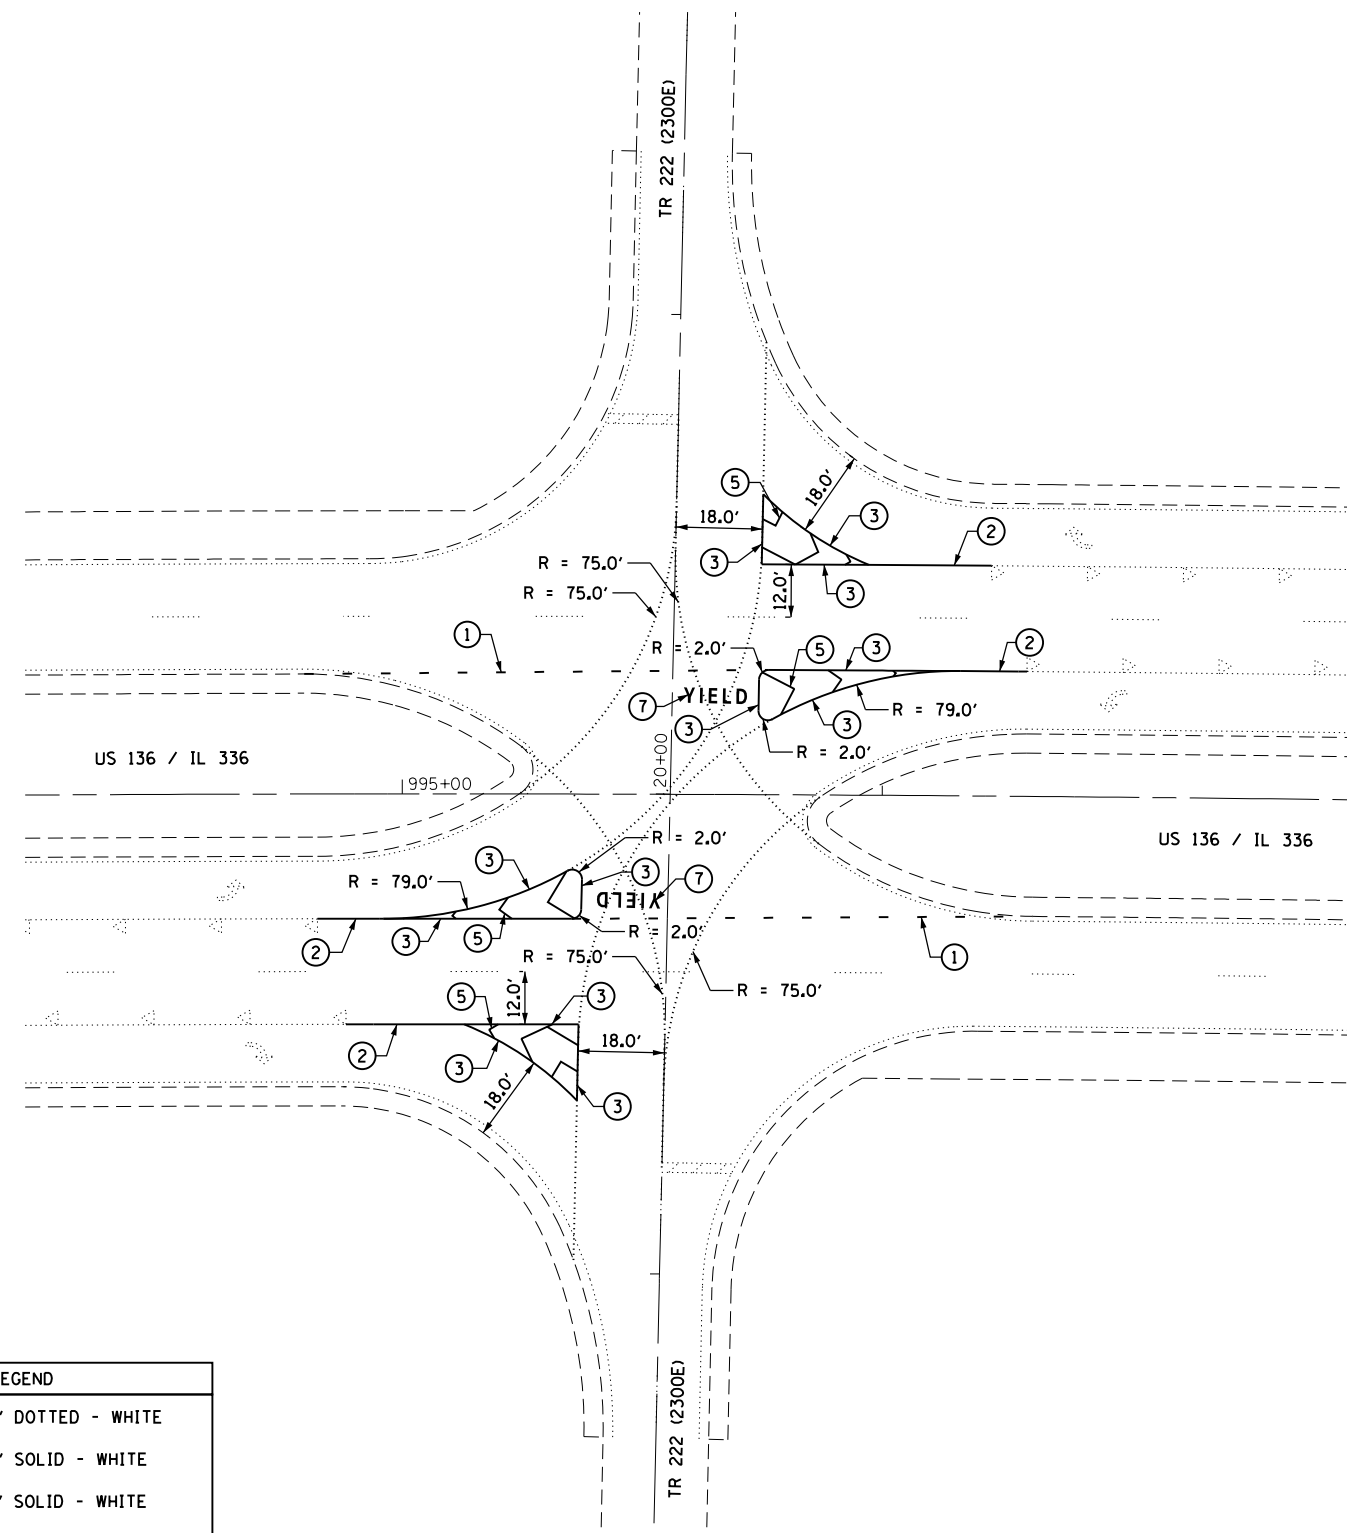 TR 222 (2300E)
5
18.0'
3
18.0'
2
3
R = 75.0'
12.0'
3
R = 75.0'
1
R = 2.0'
5
3
2
YIELD
7
3
3
R = 79.0'
R = 2.0'
US 136 / IL 336
20+00
995+00
R = 2.0'
US 136 / IL 336
3
R = 79.0'
3
7
YIELD
R = 2.0'
2
3
5
R = 75.0'
1
R = 75.0'
5
12.0'
3
18.0'
2
3
18.0'
3
TR 222 (2300E)
EGEND
' DOTTED - WHITE
' SOLID - WHITE
' SOLID - WHITE